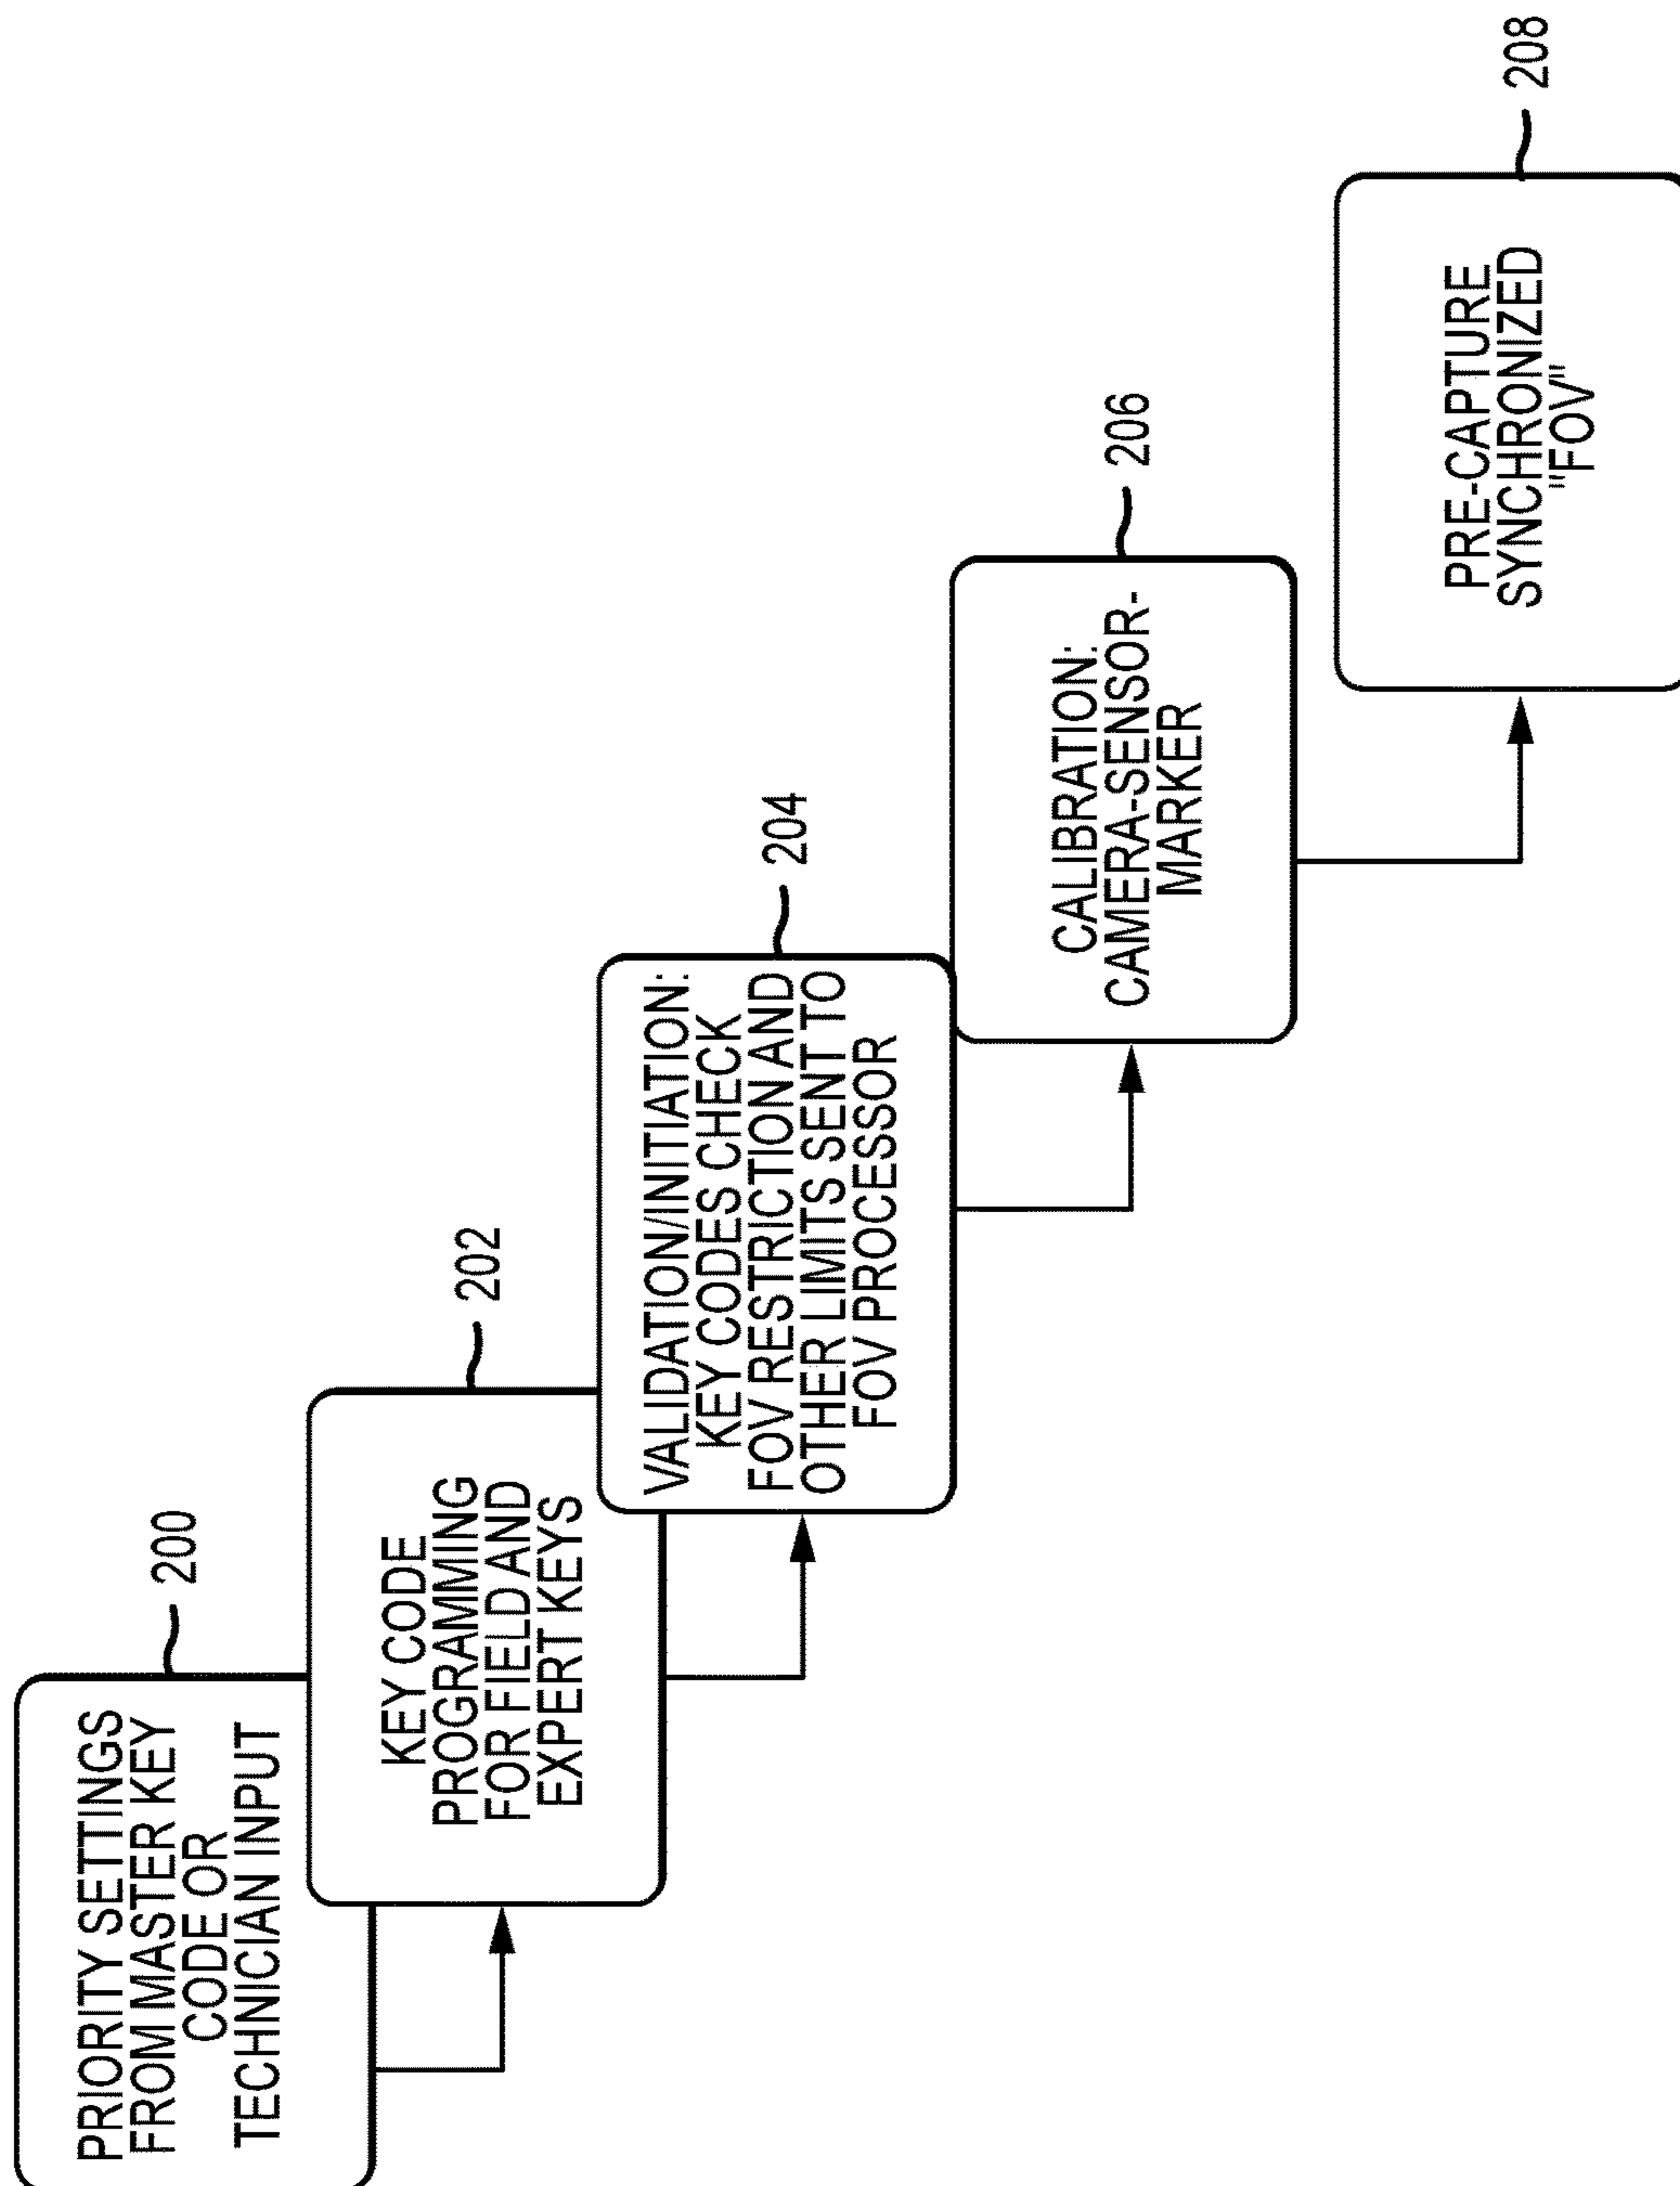 PRIORITY SETTINGS
FROM MASTER KEY
CODE OR
TECHNICIAN INPUT
200
KEY CODE
PROGRAMMING
FOR FIELD AND
EXPERT KEYS
202
VALIDATION/INITIATION:
KEY CODES CHECK
FOV RESTRICTION AND
OTHER LIMITS SENT TO
FOV PROCESSOR
204
CALIBRATION:
CAMERA-SENSOR-
MARKER
206
PRE-CAPTURE
SYNCHRONIZED
"FOV"
208